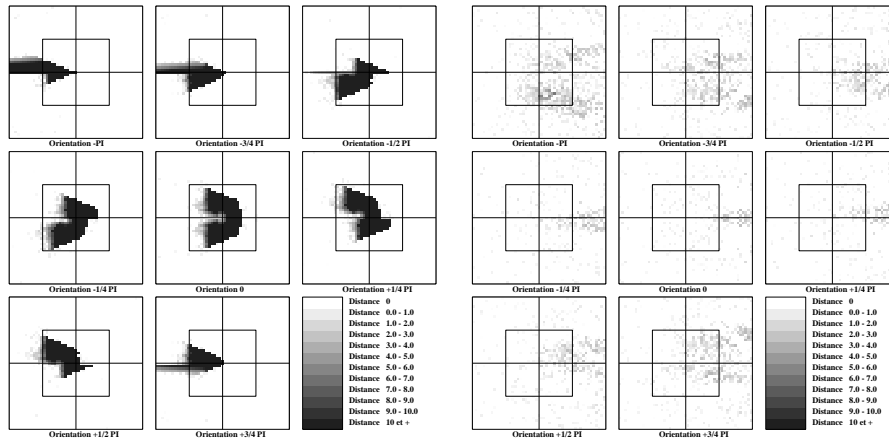 Orientation -PI
Orientation -3/4 PI
Orientation -1/2 PI
Orientation -PI
Orientation -3/4 PI
Orientation -1/2 PI
Orientation -1/4 PI
Orientation 0
Orientation +1/4 PI
Orientation -1/4 PI
Orientation 0
Orientation +1/4 PI
Orientation +1/2 PI
Orientation +3/4 PI
Distance 0
Distance 0.0 - 1.0
Distance 1.0 - 2.0
Distance 2.0 - 3.0
Distance 3.0 - 4.0
Distance 4.0 - 5.0
Distance 5.0 - 6.0
Distance 6.0 - 7.0
Distance 7.0 - 8.0
Distance 8.0 - 9.0
Distance 9.0 - 10.0
Distance 10 et +
Orientation +1/2 PI
Orientation +3/4 PI
Distance 0
Distance 0.0 - 1.0
Distance 1.0 - 2.0
Distance 2.0 - 3.0
Distance 3.0 - 4.0
Distance 4.0 - 5.0
Distance 5.0 - 6.0
Distance 6.0 - 7.0
Distance 7.0 - 8.0
Distance 8.0 - 9.0
Distance 9.0 - 10.0
Distance 10 et +